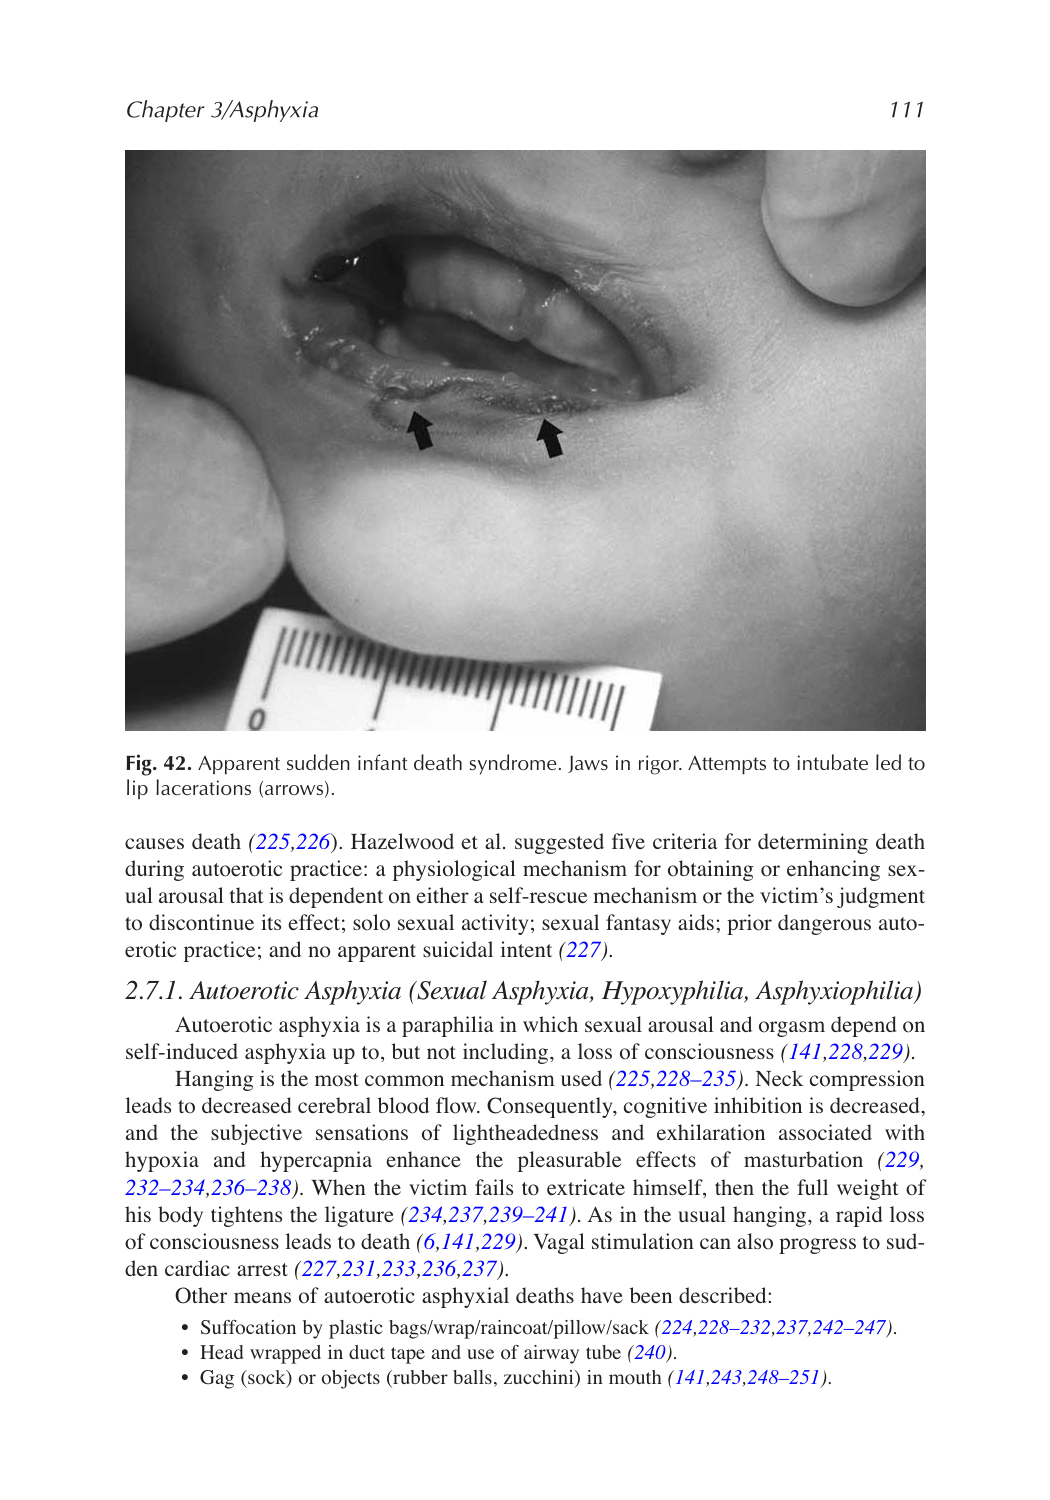 Chapter 3/Asphyxia 111
0
Fig. 42. Apparent sudden infant death syndrome. Jaws in rigor. Attempts to intubate led to
lip lacerations (arrows).
causes death (225,226). Hazelwood et al. suggested five criteria for determining death
during autoerotic practice: a physiological mechanism for obtaining or enhancing sex-
ual arousal that is dependent on either a self-rescue mechanism or the victim's judgment
to discontinue its effect; solo sexual activity; sexual fantasy aids; prior dangerous auto-
erotic practice; and no apparent suicidal intent (227).
2.7.1. Autoerotic Asphyxia (Sexual Asphyxia, Hypoxyphilia, Asphyxiophilia)
Autoerotic asphyxia is a paraphilia in which sexual arousal and orgasm depend on
self-induced asphyxia up to, but not including, a loss of consciousness (141,228,229).
Hanging is the most common mechanism used (225,228–235). Neck compression
leads to decreased cerebral blood flow. Consequently, cognitive inhibition is decreased,
and the subjective sensations of lightheadedness and exhilaration associated with
hypoxia and hypercapnia enhance the pleasurable effects of masturbation (229,
232–234,236–238). When the victim fails to extricate himself, then the full weight of
his body tightens the ligature (234,237,239–241). As in the usual hanging, a rapid loss
of consciousness leads to death (6,141,229). Vagal stimulation can also progress to sud-
den cardiac arrest (227,231,233,236,237).
Other means of autoerotic asphyxial deaths have been described:
• Suffocation by plastic bags/wrap/raincoat/pillow/sack (224,228–232,237,242–247).
• Head wrapped in duct tape and use of airway tube (240).
• Gag (sock) or objects (rubber balls, zucchini) in mouth (141,243,248–251).